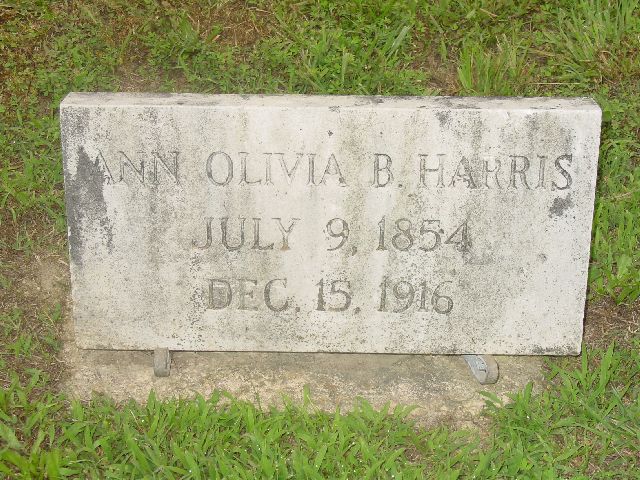 ANN OLIVIA B. HARRIS
JULY 9, 1854
DEC. 15, 1916